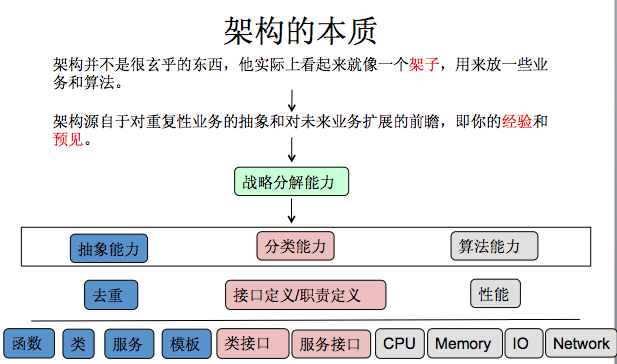 架构的本质
架构并不是很玄乎的东西，他实际上看起来就像一个架子，用来放一些业
务和算法。
架构源自于对重复性业务的抽象和对未来业务扩展的前瞻，即你的经验和
预见。
战略分解能力
抽象能力 分类能力 算法能力
去重 接口定义/职责定义 性能
函数 类 服务 模板 类接口 服务接口 CPU Memory IO Network